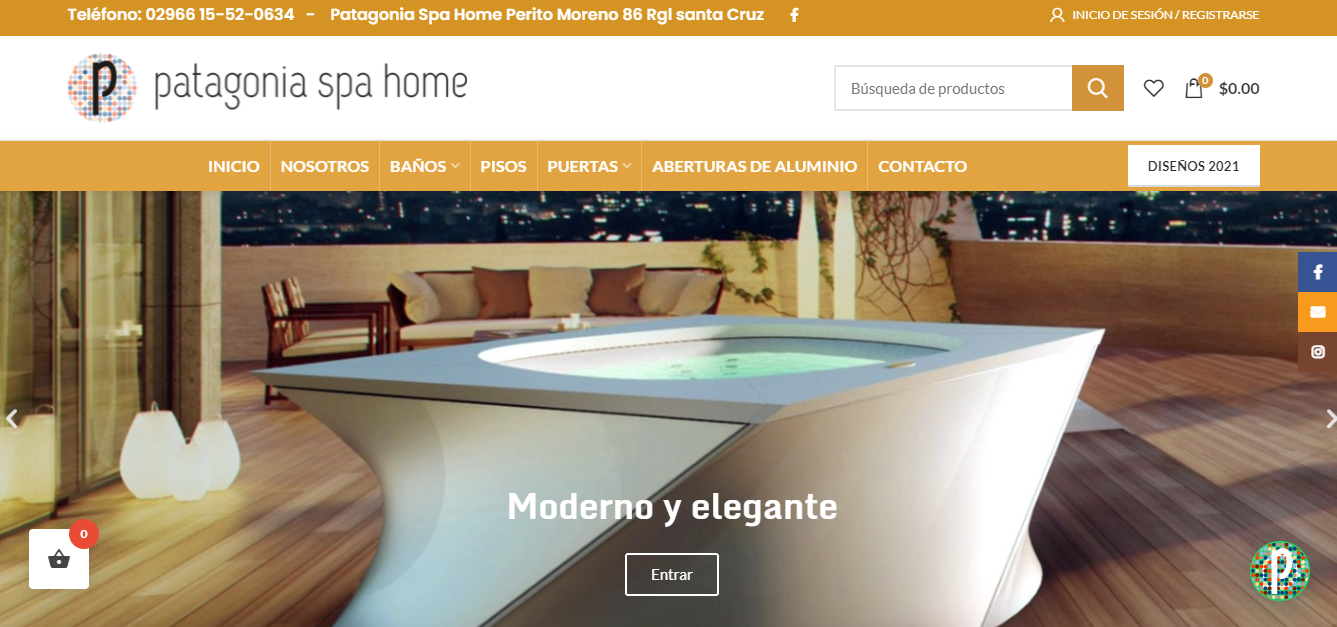 Teléfono: 02966 15-52-0634 - Patagonia Spa Home Perito Moreno 86 Rgl santa Cruz
INICIO DE SESIÓN / REGISTRARSE
p patagonia spa home
Búsqueda de productos
0
$0.00
INICIO NOSOTROS BAÑOS PISOS PUERTAS ABERTURAS DE ALUMINIO CONTACTO
DISEÑOS 2021
Moderno y elegante
0
Entrar
p